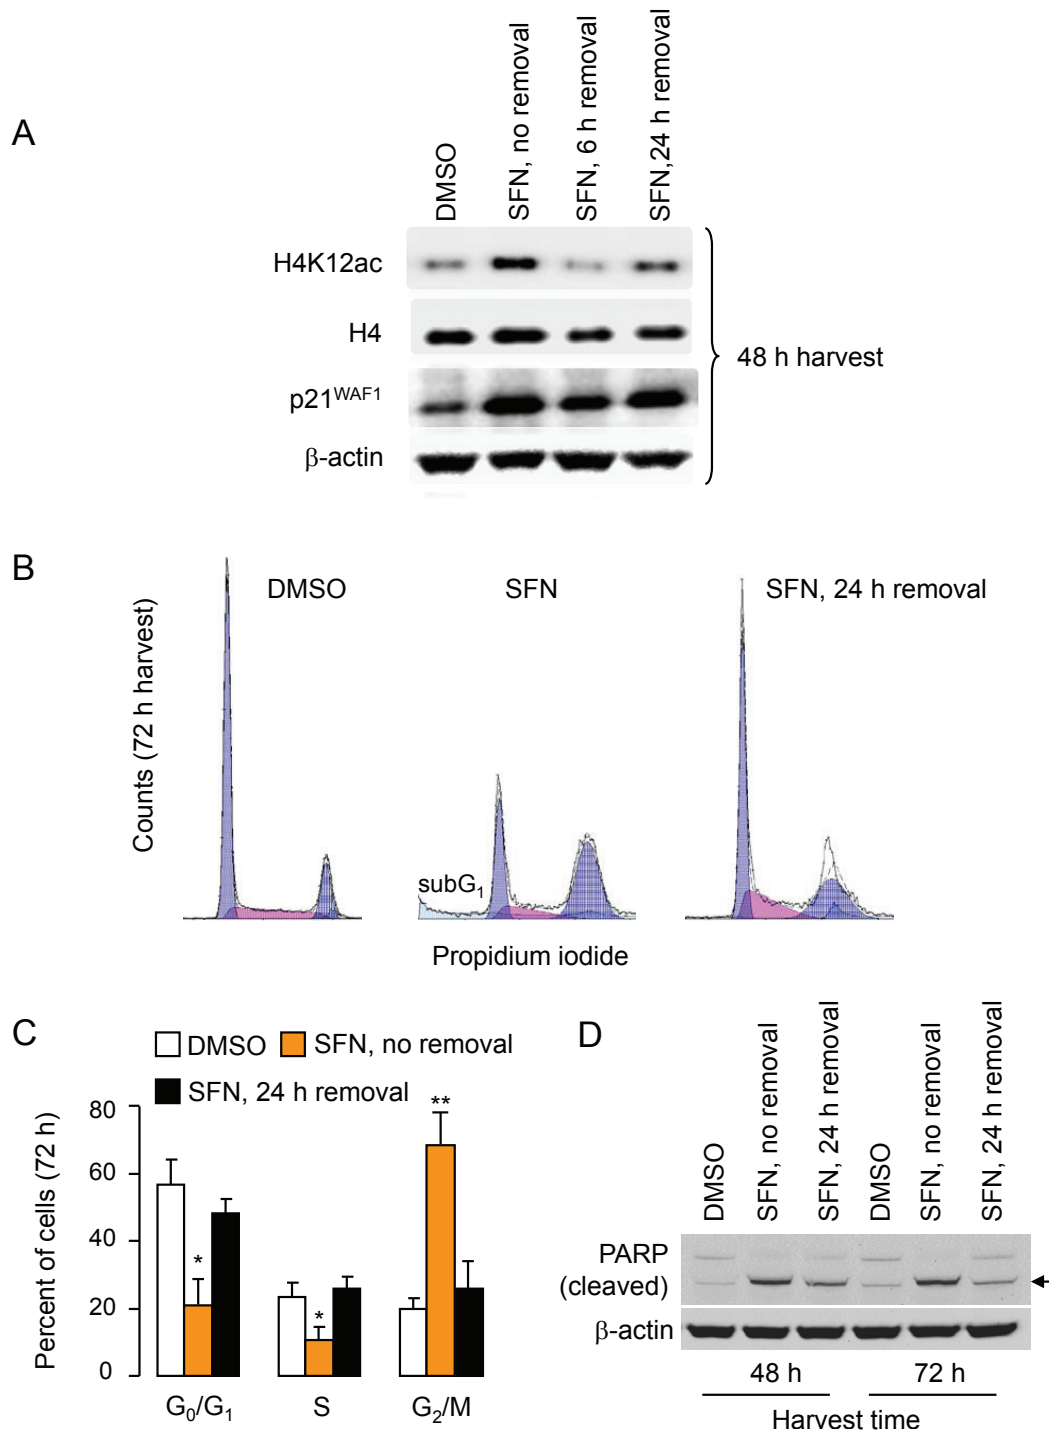 A
DMSO
SFN, no removal
SFN, 6 h removal
SFN,24 h removal
H4K12ac
H4
p21WAF1
β-actin
48 h harvest
B
Counts (72 h harvest)
DMSO
SFN
SFN, 24 h removal
subG1
Propidium iodide
C
DMSO
SFN, no removal
SFN, 24 h removal
Percent of cells (72 h)
80
60
40
20
0
*
*
**
G0/G1
S
G2/M
D
DMSO
SFN, no removal
SFN, 24 h removal
DMSO
SFN, no removal
SFN, 24 h removal
PARP
(cleaved)
β-actin
48 h
72 h
Harvest time